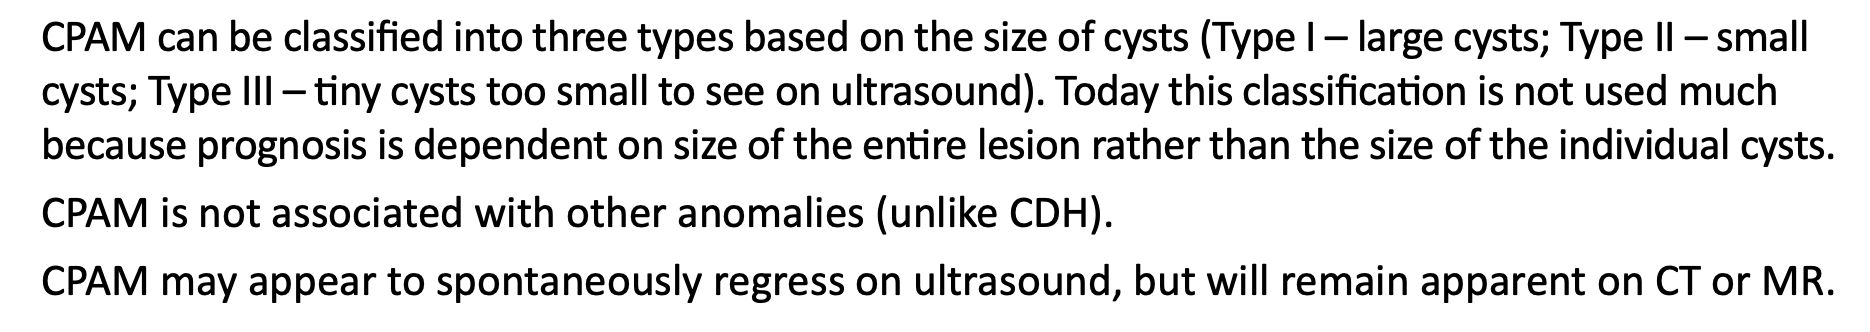 CPAM can be classified into three types based on the size of cysts (Type I – large cysts; Type II – small
cysts; Type III – tiny cysts too small to see on ultrasound). Today this classification is not used much
because prognosis is dependent on size of the entire lesion rather than the size of the individual cysts.
CPAM is not associated with other anomalies (unlike CDH).
CPAM may appear to spontaneously regress on ultrasound, but will remain apparent on CT or MR.